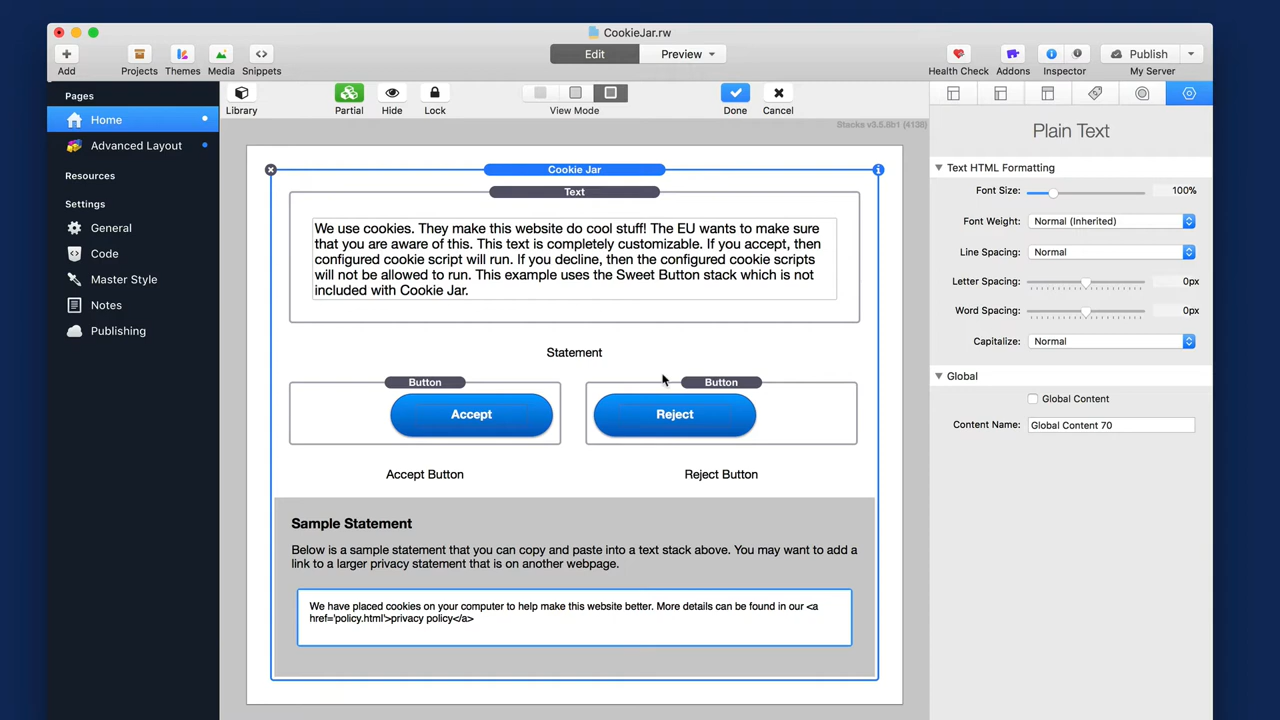 CookieJar.rw
Add
Projects
Themes
Media
Snippets
Edit
Preview
Health Check
Addons
Inspector
Publish
My Server
Pages
Home
Advanced Layout
Resources
Settings
General
Code
Master Style
Notes
Publishing
Library
Partial
Hide
Lock
View Mode
Done
Cancel
Stacks v3.5.6b1 (4136)
Cookie Jar
Text
We use cookies. They make this website do cool stuff! The EU wants to make sure
that you are aware of this. This text is completely customizable. If you accept, then
configured cookie script will run. If you decline, then the configured cookie scripts
will not be allowed to run. This example uses the Sweet Button stack which is not
included with Cookie Jar.
Statement
Button
Accept
Accept Button
Button
Reject
Reject Button
Sample Statement
Below is a sample statement that you can copy and paste into a text stack above. You may want to add a
link to a larger privacy statement that is on another webpage.
We have placed cookies on your computer to help make this website better. More details can be found in our <a
href='policy.html'>privacy policy</a>
Plain Text
Text HTML Formatting
Font Size: 100%
Font Weight: Normal (Inherited)
Line Spacing: Normal
Letter Spacing: 0px
Word Spacing: 0px
Capitalize: Normal
Global
Global Content
Content Name: Global Content 70